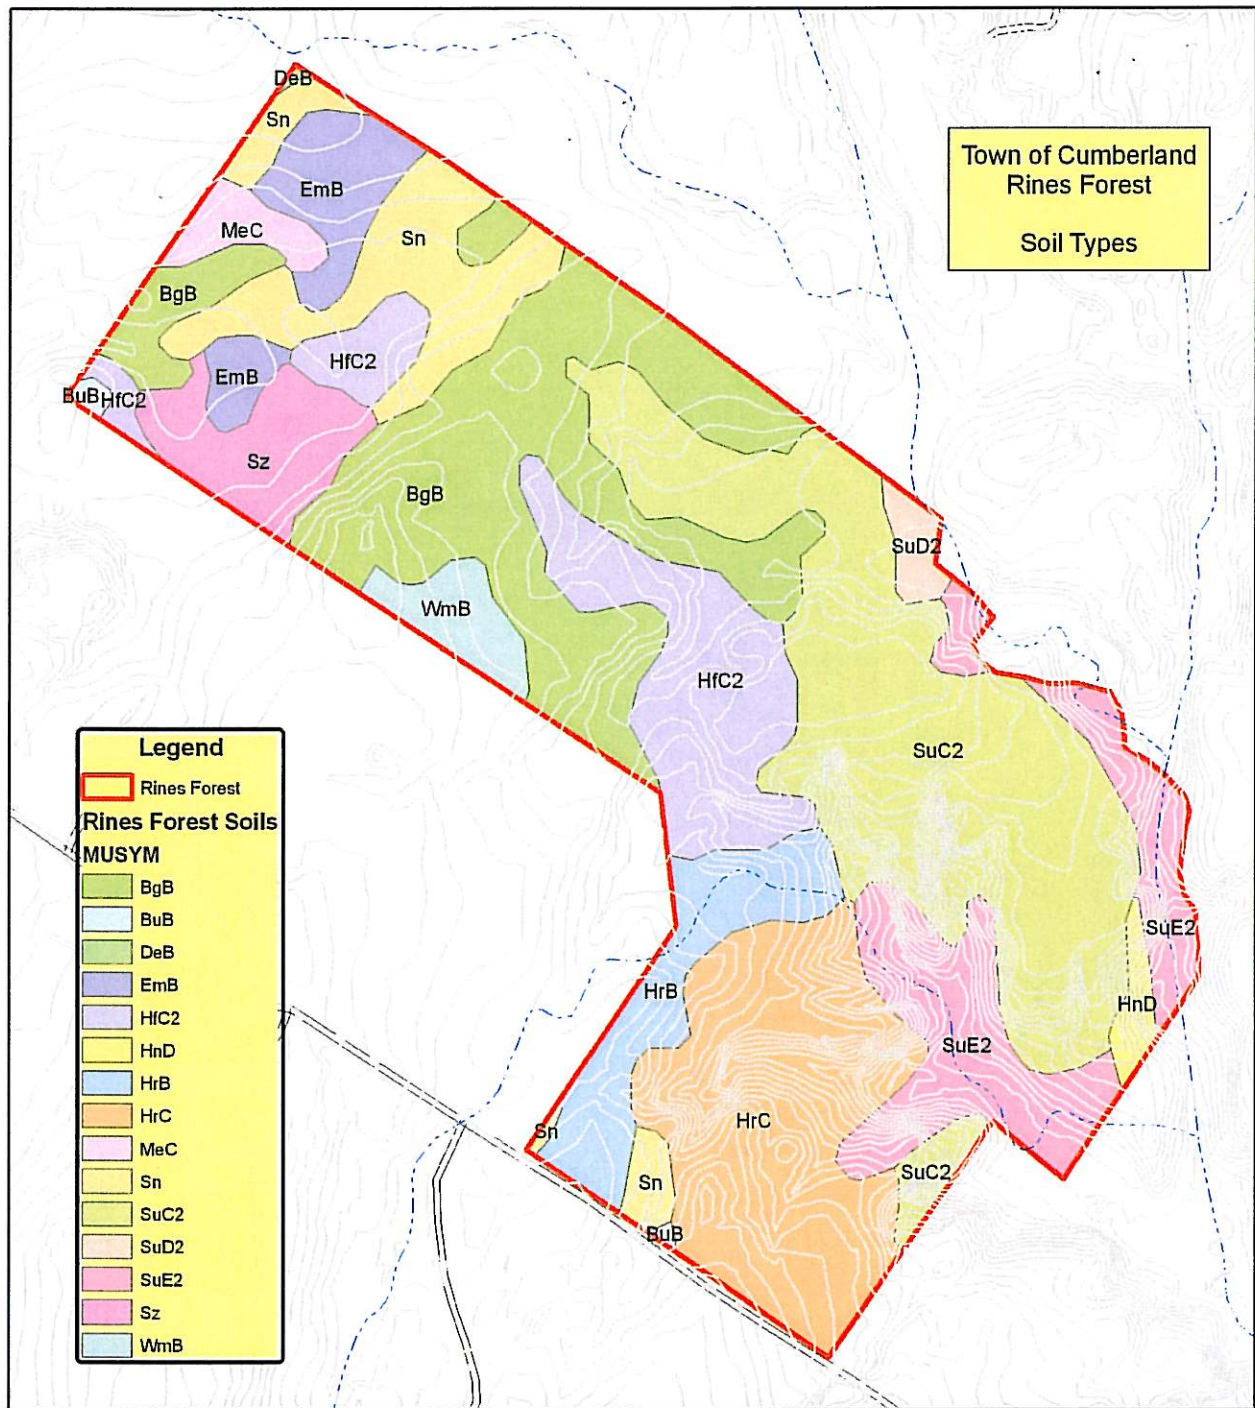 Town of Cumberland
Rines Forest
Soil Types
DeB
Sn
EmB
MeC
Sn
BgB
HfC2
EmB
BuB
HfC2
Sz
BgB
SuD2
WmB
HfC2
SuC2
SuE2
HrB
HnD
SuE2
HrC
Sn
SuC2
Sn
BuB
Legend
Rines Forest
Rines Forest Soils
MUSYM
BgB
BuB
DeB
EmB
HfC2
HnD
HrB
HrC
MeC
Sn
SuC2
SuD2
SuE2
Sz
WmB